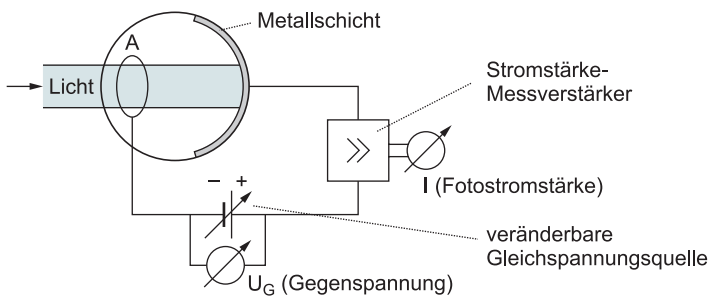 Metallschicht
A
Licht
Stromstärke-
Messverstärker
I (Fotostromstärke)
– +
veränderbare
Gleichspannungsquelle
U_G (Gegenspannung)